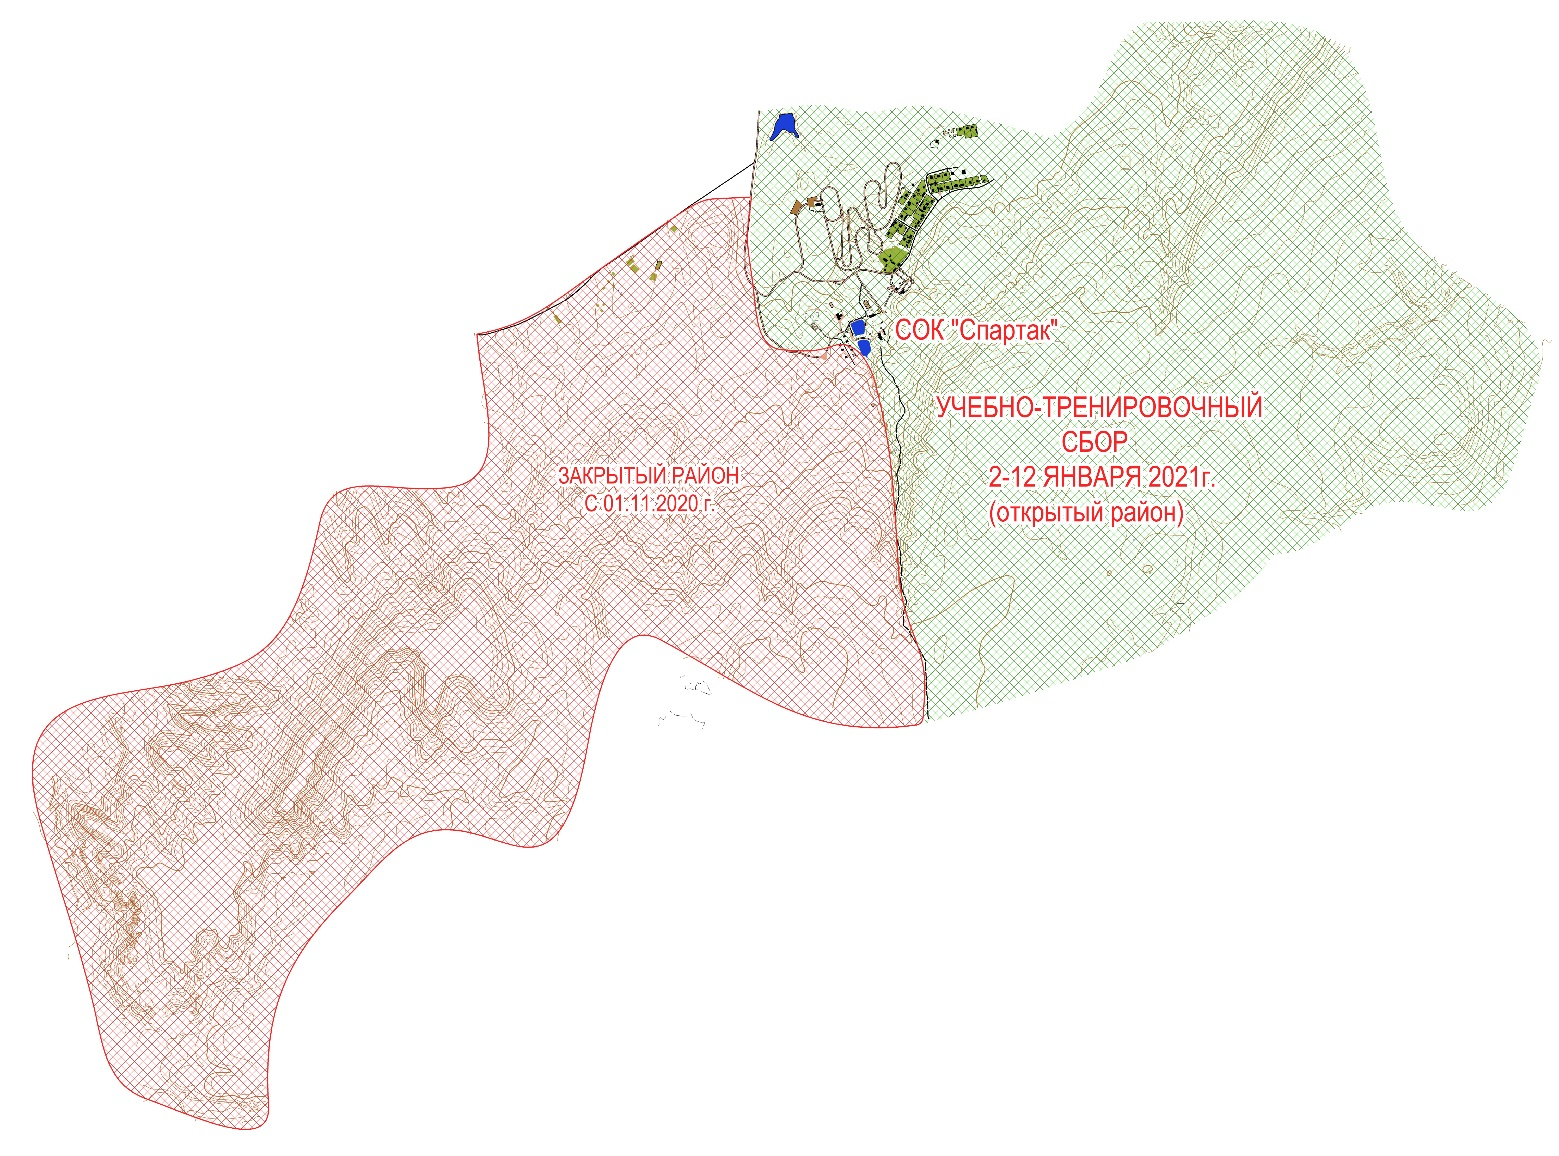 СОК "Спартак"
УЧЕБНО-ТРЕНИРОВОЧНЫЙ
СБОР
2-12 ЯНВАРЯ 2021г.
(открытый район)
ЗАКРЫТЫЙ РАЙОН
С 01.11.2020 г.